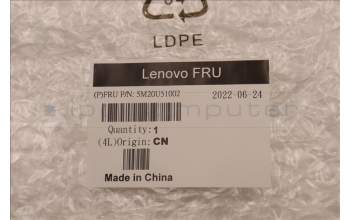 LDPE
Lenovo FRU
(P)FRU P/N: 5M20U51002
2022-06-24
Quantity:1
(4L)Origin:CN
Made in China